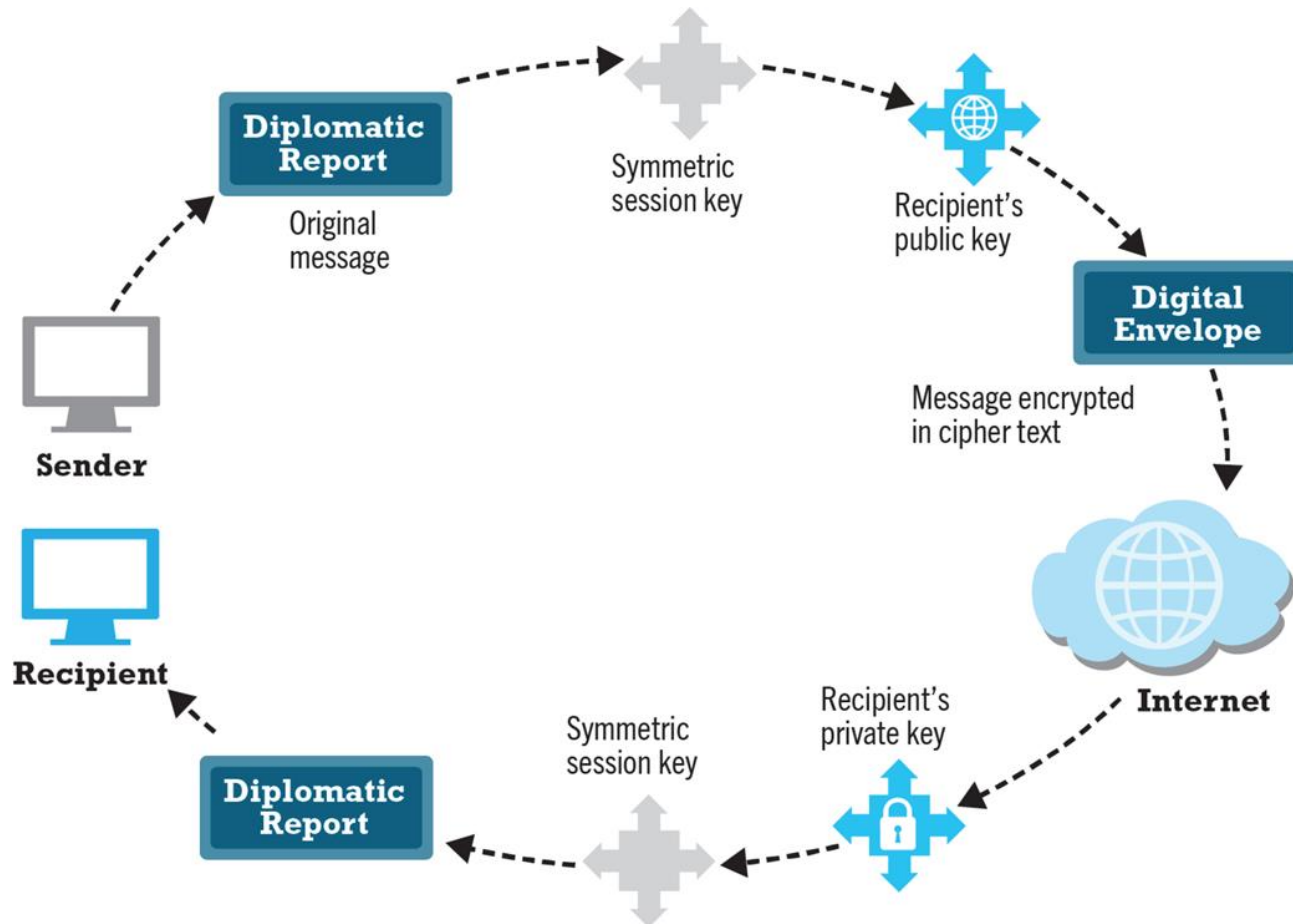 Diplomatic
Report
Original
message
Symmetric
session key
Recipient's
public key
Digital
Envelope
Message encrypted
in cipher text
Sender
Internet
Recipient's
private key
Symmetric
session key
Diplomatic
Report
Recipient